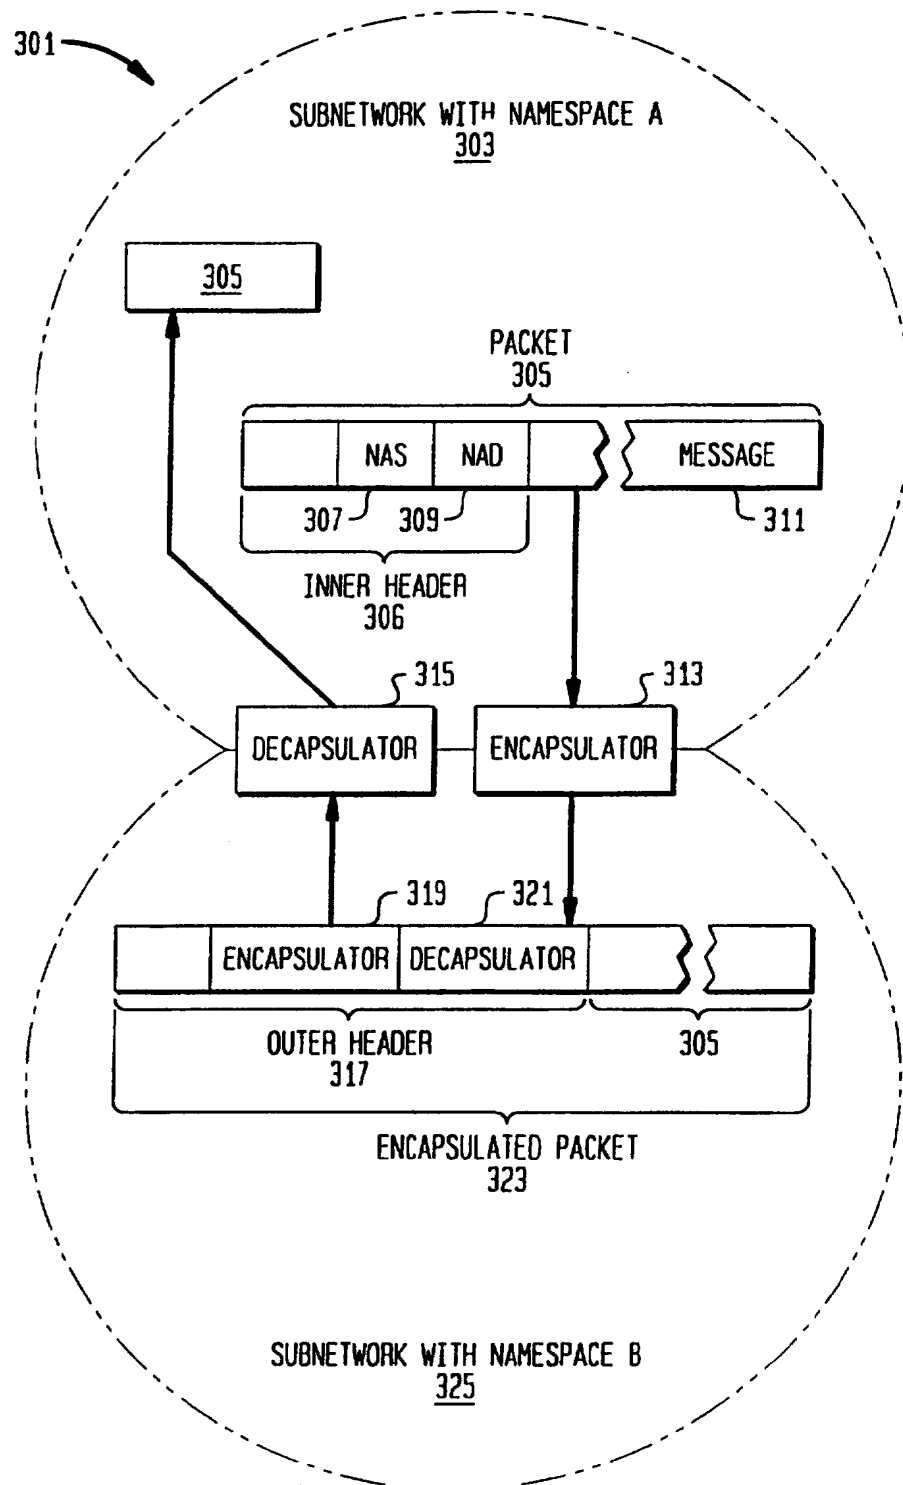 301
SUBNETWORK WITH NAMESPACE A
303
305
PACKET
305
NAS
NAD
MESSAGE
307
309
311
INNER HEADER
306
315
313
DECAPSULATOR
ENCAPSULATOR
319
321
ENCAPSULATOR
DECAPSULATOR
OUTER HEADER
317
305
ENCAPSULATED PACKET
323
SUBNETWORK WITH NAMESPACE B
325